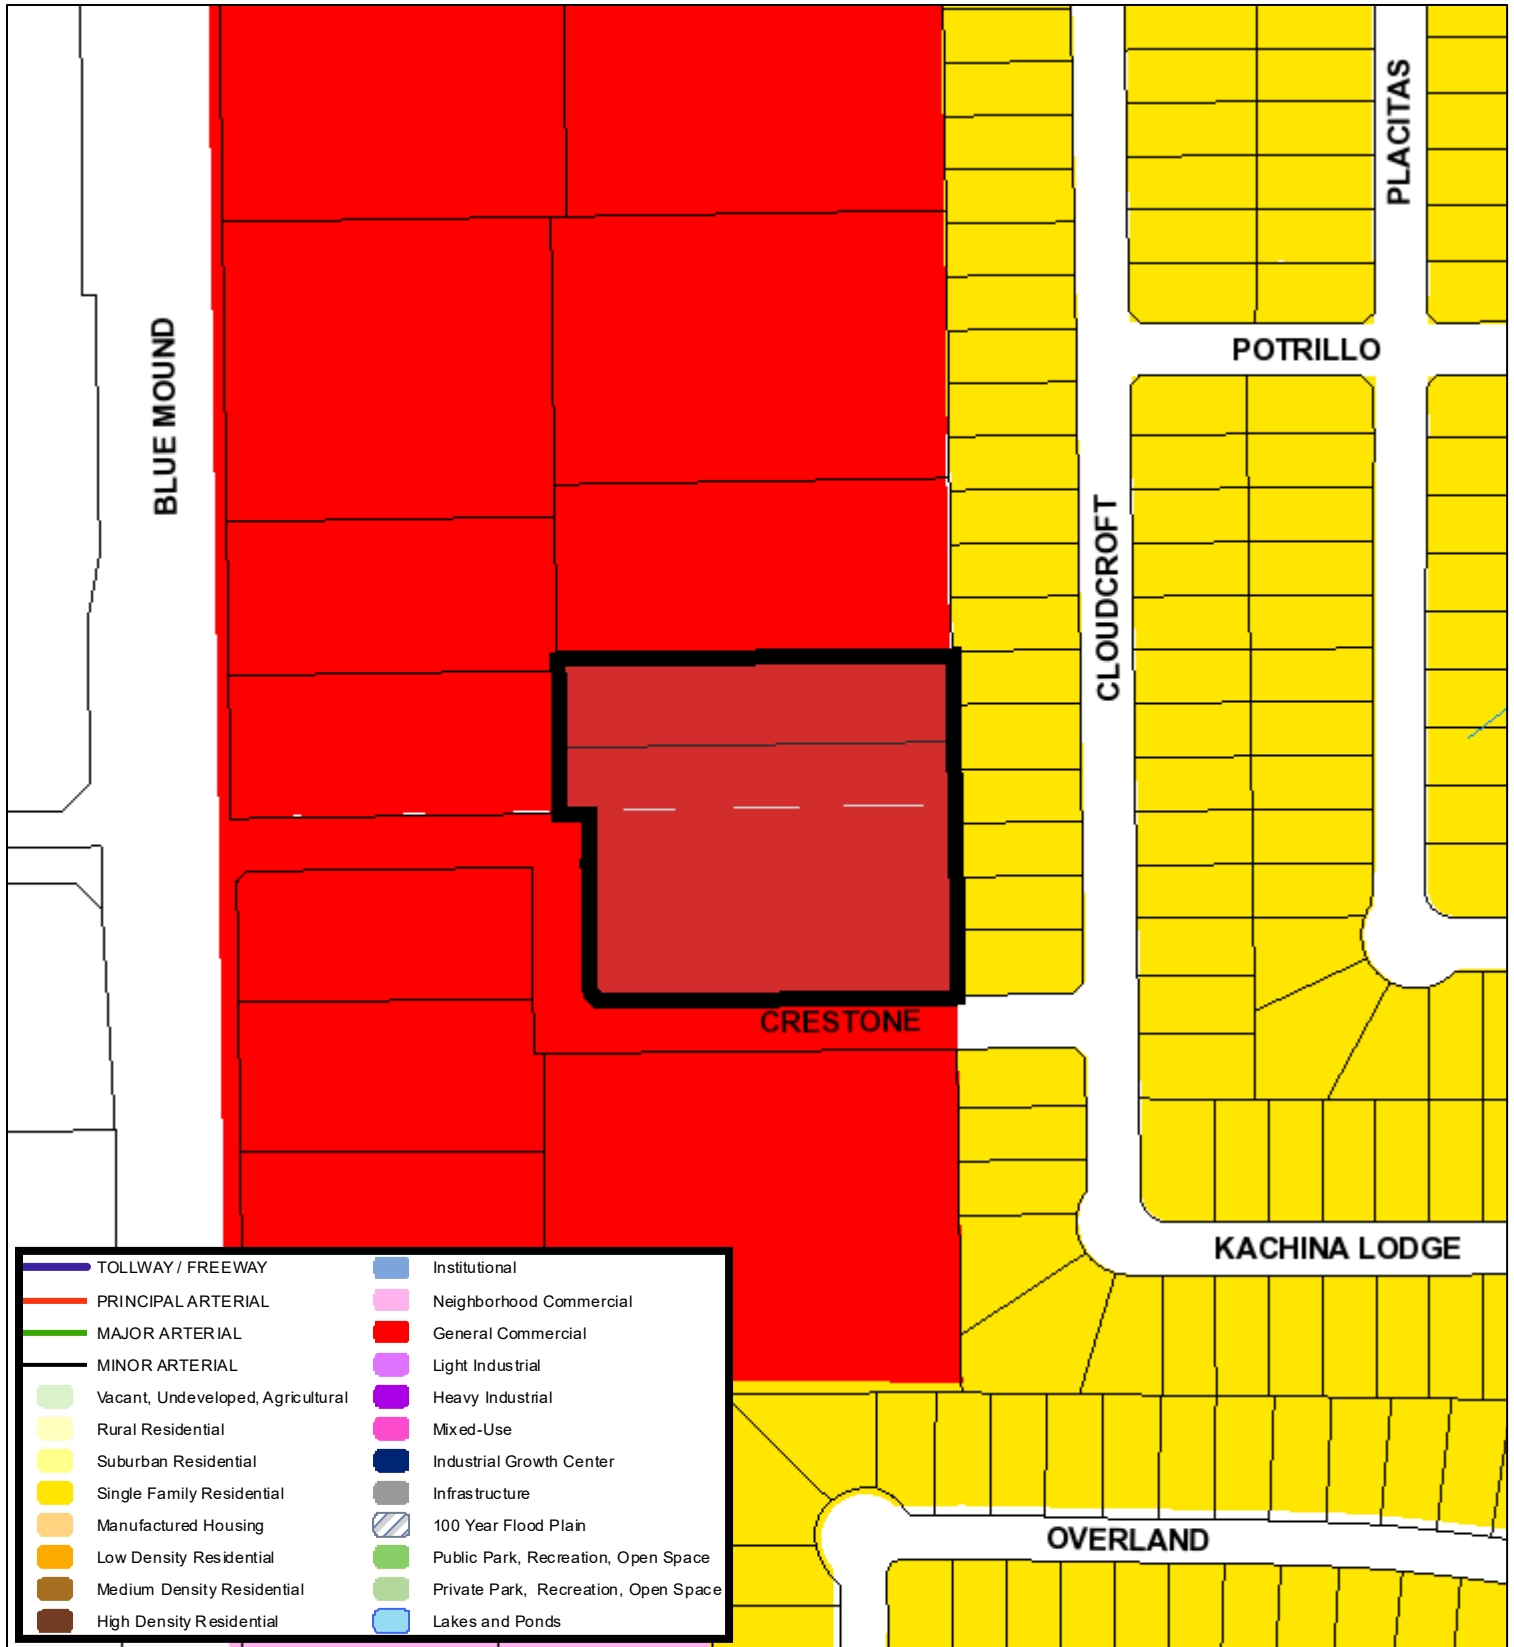 PLACITAS
BLUE MOUND
POTRILLO
CLOUDCROFT
CRESTONE
KACHINA LODGE
OVERLAND
TOLLWAY / FREEWAY
PRINCIPAL ARTERIAL
MAJOR ARTERIAL
MINOR ARTERIAL
Vacant, Undeveloped, Agricultural
Rural Residential
Suburban Residential
Single Family Residential
Manufactured Housing
Low Density Residential
Medium Density Residential
High Density Residential
Institutional
Neighborhood Commercial
General Commercial
Light Industrial
Heavy Industrial
Mixed-Use
Industrial Growth Center
Infrastructure
100 Year Flood Plain
Public Park, Recreation, Open Space
Private Park, Recreation, Open Space
Lakes and Ponds